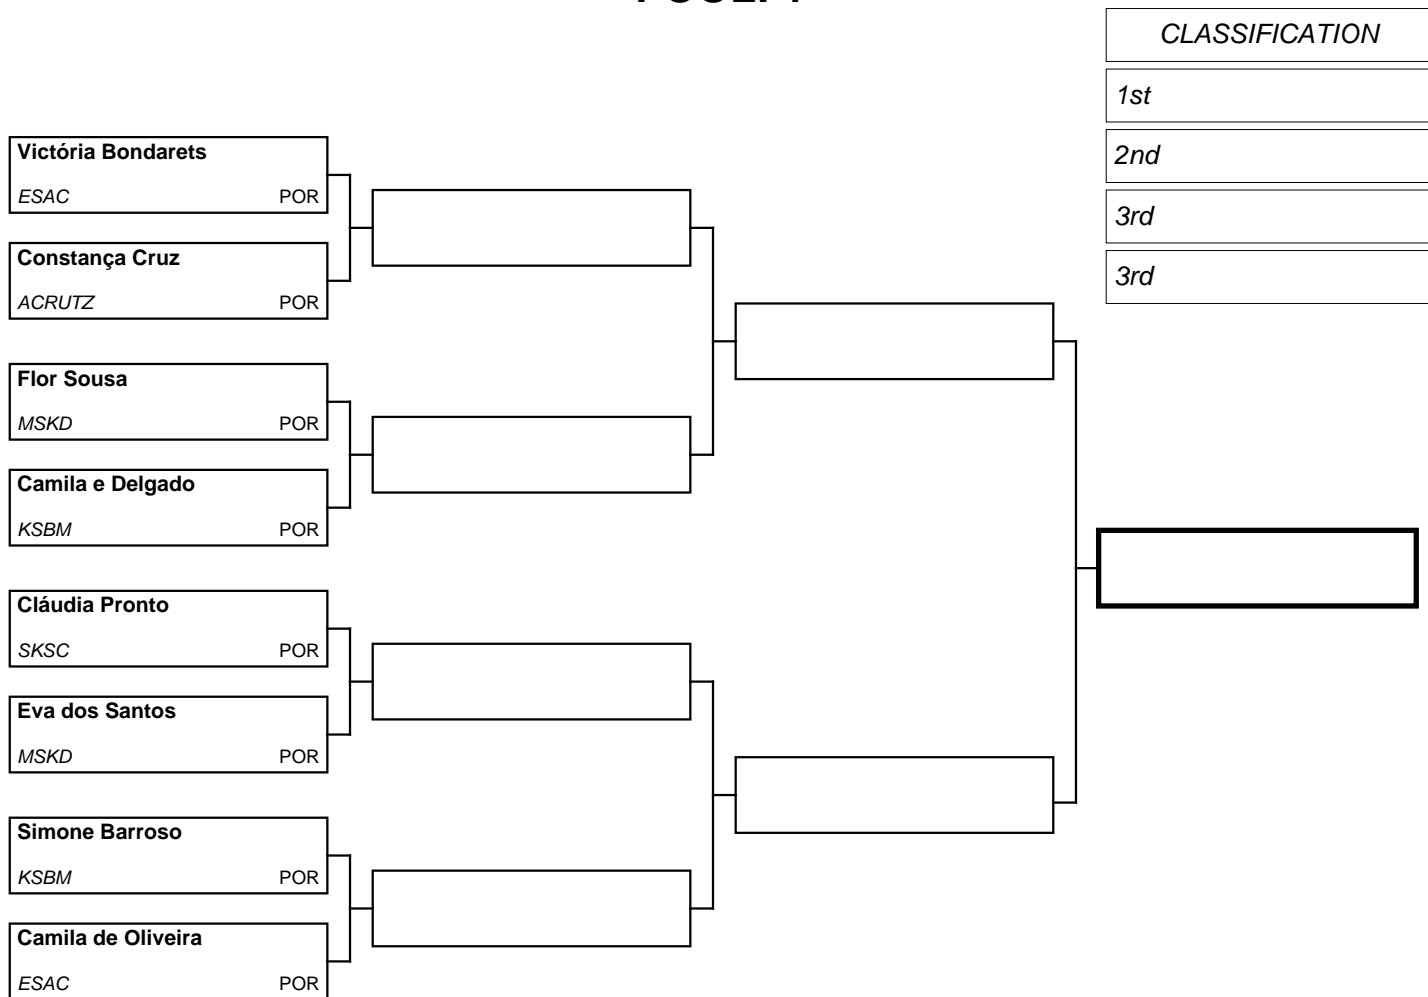 CLASSIFICATION
1st
2nd
3rd
3rd
Victória Bondarets
ESAC POR
Constança Cruz
ACRUTZ POR
Flor Sousa
MSKD POR
Camila e Delgado
KSBM POR
Cláudia Pronto
SKSC POR
Eva dos Santos
MSKD POR
Simone Barroso
KSBM POR
Camila de Oliveira
ESAC POR